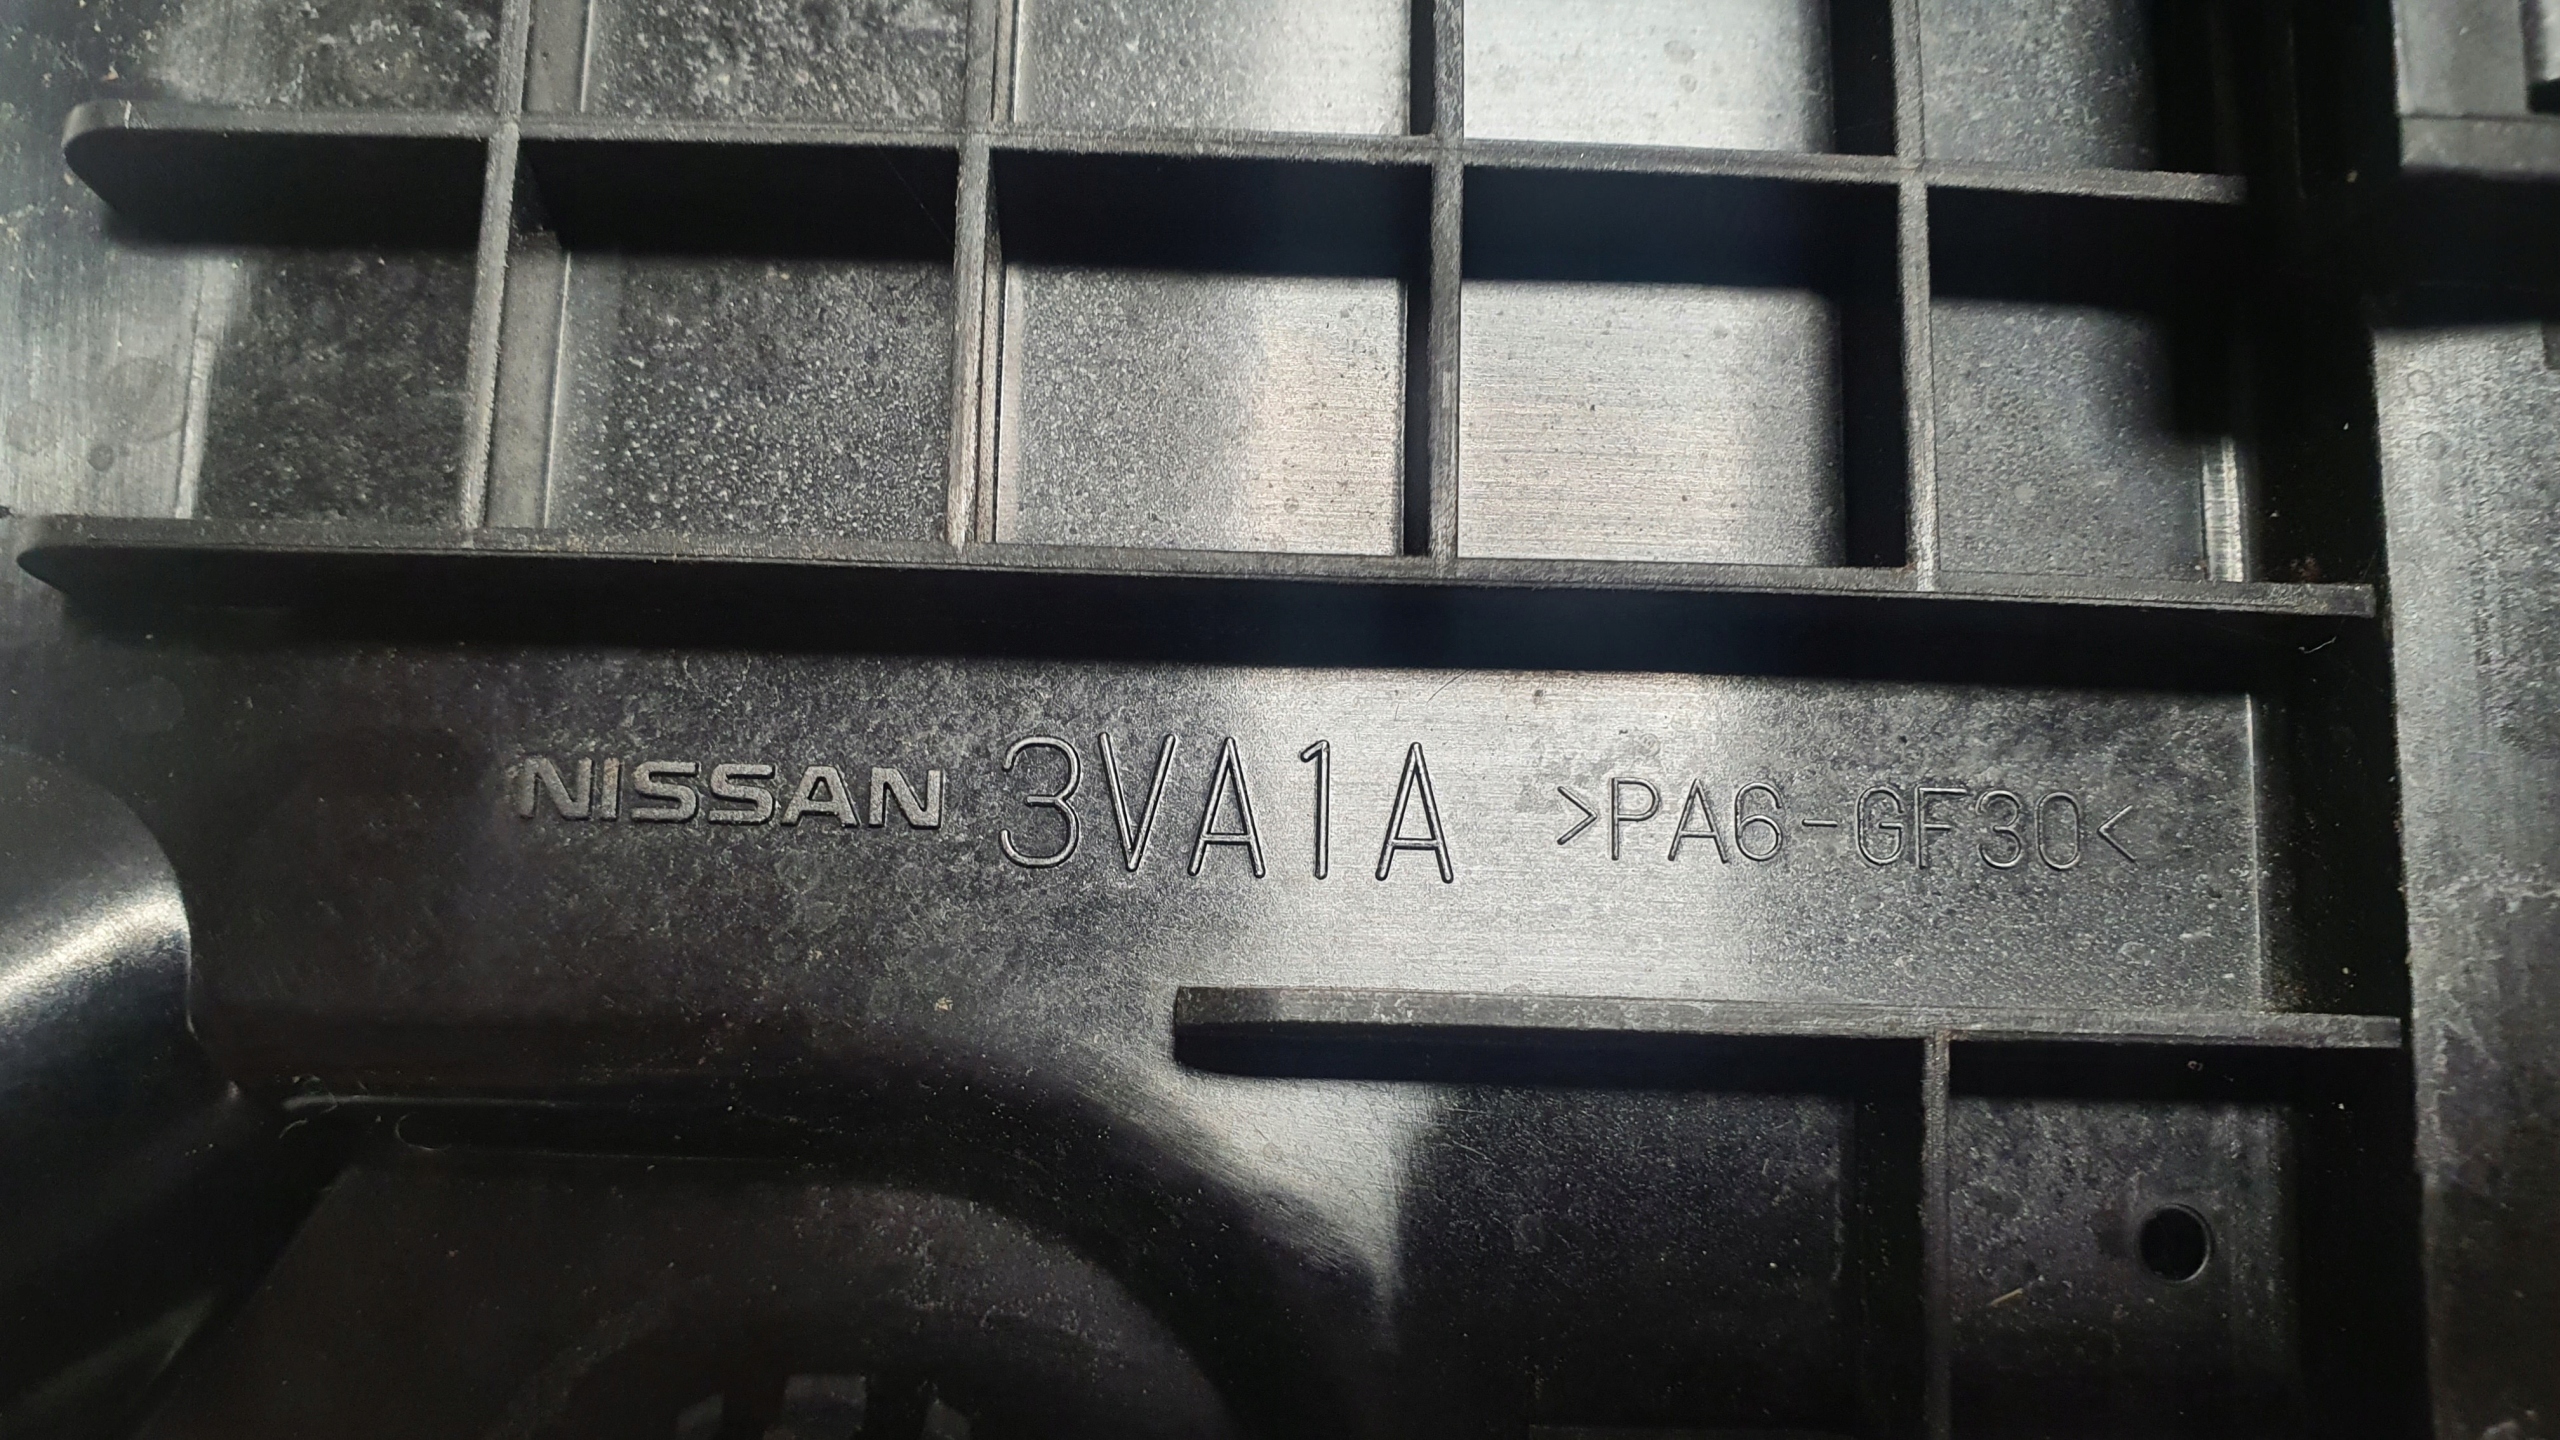 NISSAN 3VA1A >PA6-GF30<